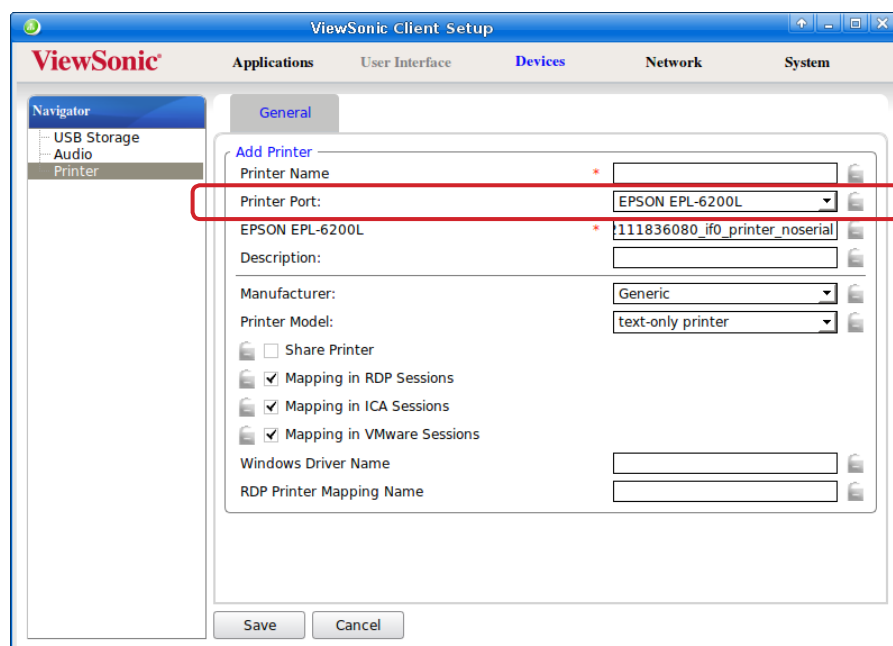 ViewSonic Client Setup
ViewSonic®
Applications User Interface Devices Network System
Navigator
USB Storage
Audio
Printer
General
Add Printer
Printer Name *
Printer Port: EPSON EPL-6200L
EPSON EPL-6200L * 2111836080_if0_printer_noserial
Description:
Manufacturer: Generic
Printer Model: text-only printer
Share Printer
Mapping in RDP Sessions
Mapping in ICA Sessions
Mapping in VMware Sessions
Windows Driver Name
RDP Printer Mapping Name
Save Cancel